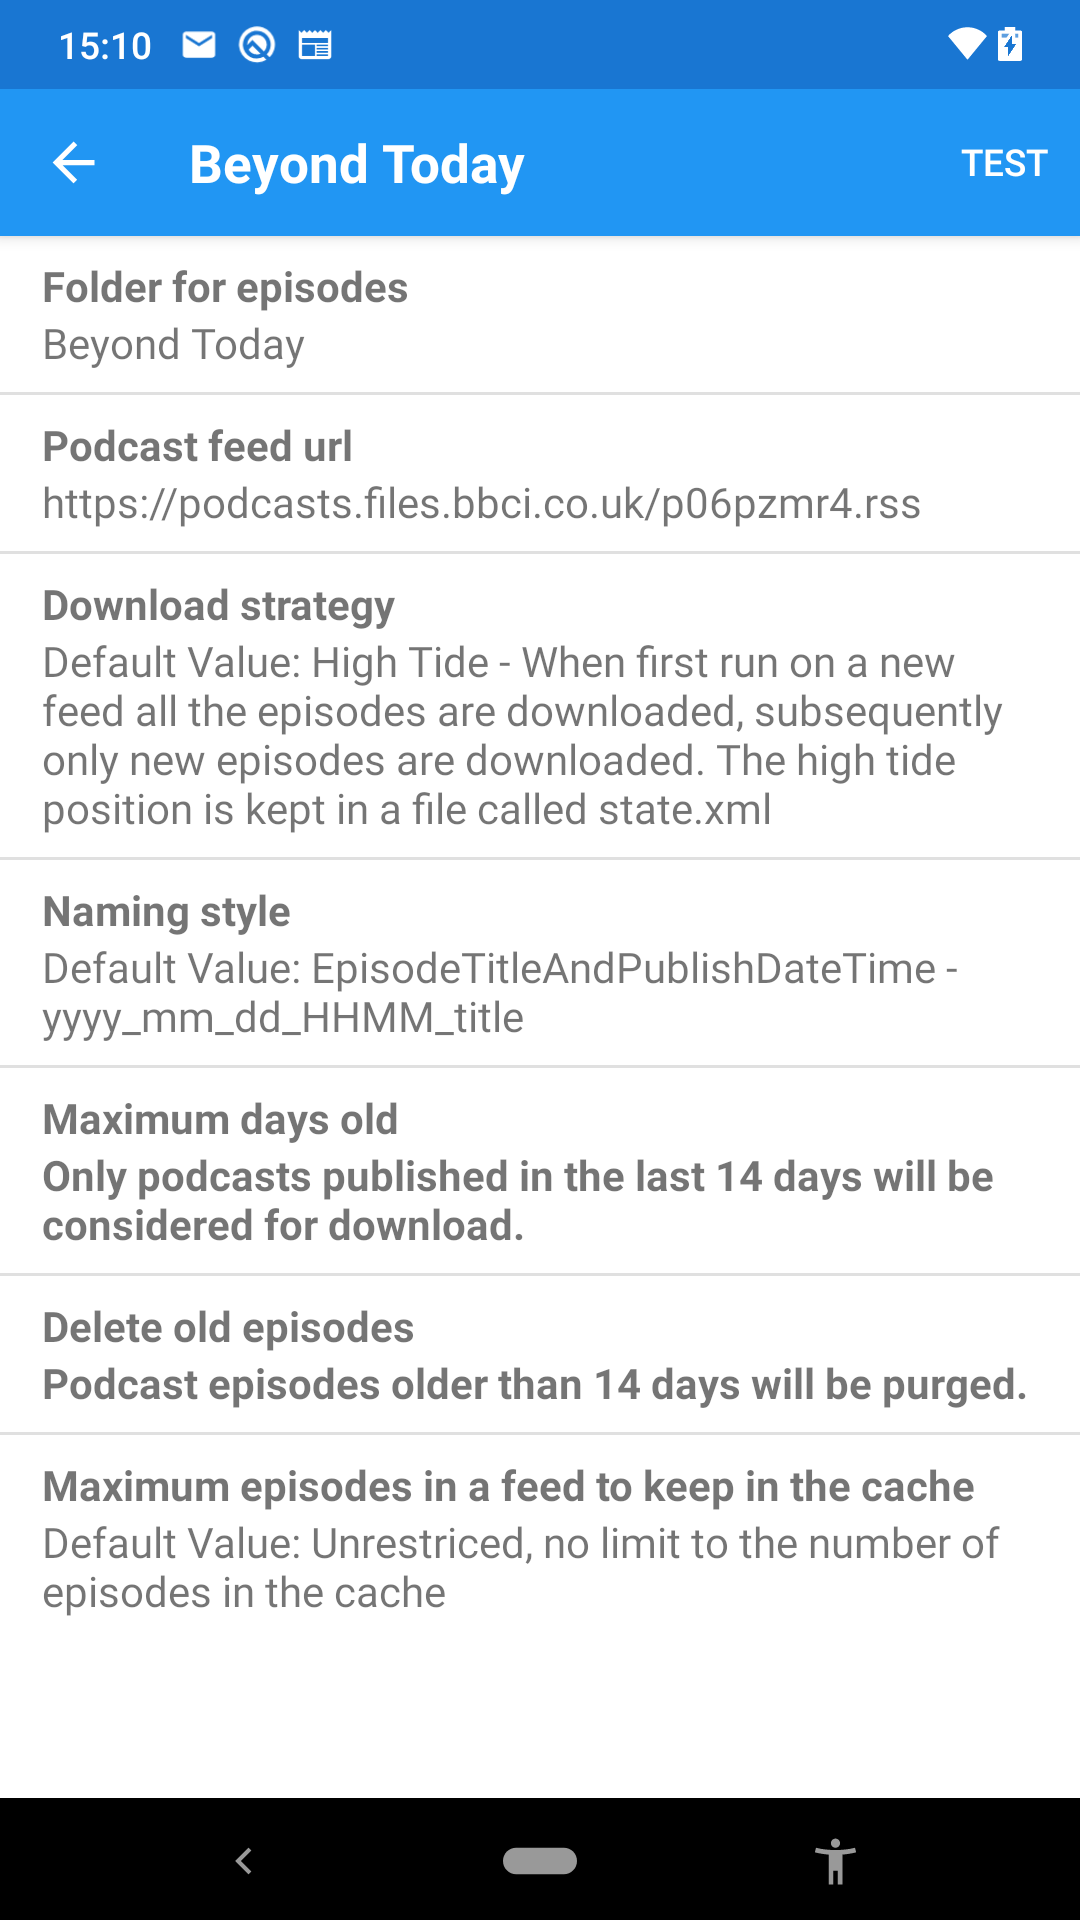 15:10
Beyond Today
TEST
Folder for episodes
Beyond Today
Podcast feed url
https://podcasts.files.bbci.co.uk/p06pzmr4.rss
Download strategy
Default Value: High Tide - When first run on a new
feed all the episodes are downloaded, subsequently
only new episodes are downloaded. The high tide
position is kept in a file called state.xml
Naming style
Default Value: EpisodeTitleAndPublishDateTime -
yyyy_mm_dd_HHMM_title
Maximum days old
Only podcasts published in the last 14 days will be
considered for download.
Delete old episodes
Podcast episodes older than 14 days will be purged.
Maximum episodes in a feed to keep in the cache
Default Value: Unrestriced, no limit to the number of
episodes in the cache